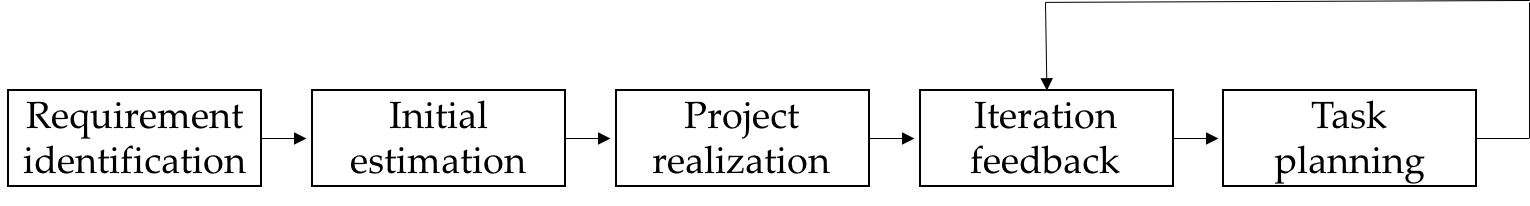 Requirement
identification
Initial
estimation
Project
realization
Iteration
feedback
Task
planning